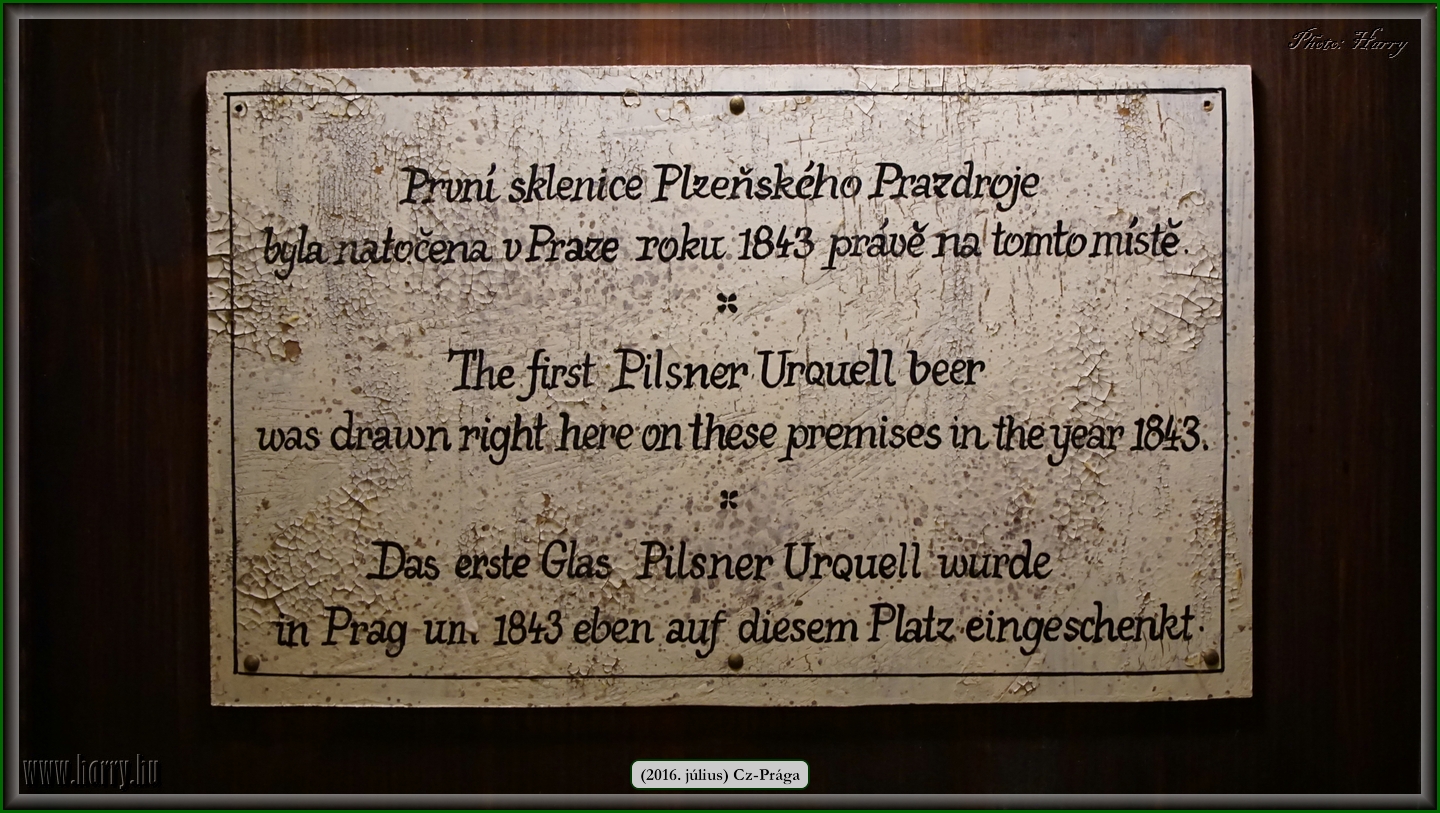 Photo: Harry
První sklenice Plzeňského Prazdroje
byla natočena v Praze roku 1843 právě na tomto místě.
The first Pilsner Urquell beer
was drawn right here on these premises in the year 1843.
Das erste Glas Pilsner Urquell wurde
in Prag um 1843 eben auf diesem Platz eingeschenkt.
www.harry.hu
(2016. július) Cz-Prága